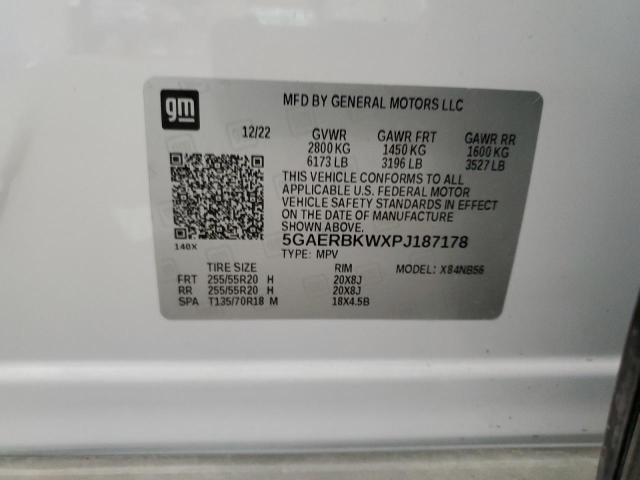 gm
MFD BY GENERAL MOTORS LLC
12/22 GVWR GAWR FRT GAWR RR
2800 KG 1450 KG 1600 KG
6173 LB 3196 LB 3527 LB
THIS VEHICLE CONFORMS TO ALL
APPLICABLE U.S. FEDERAL MOTOR
VEHICLE SAFETY STANDARDS IN EFFECT
ON THE DATE OF MANUFACTURE
SHOWN ABOVE.
140X
5GAERBKWXPJ187178
TYPE: MPV
TIRE SIZE RIM MODEL: X84NB56
FRT 255/55R20 H 20X8J
RR 255/55R20 H 20X8J
SPA T135/70R18 M 18X4.5B